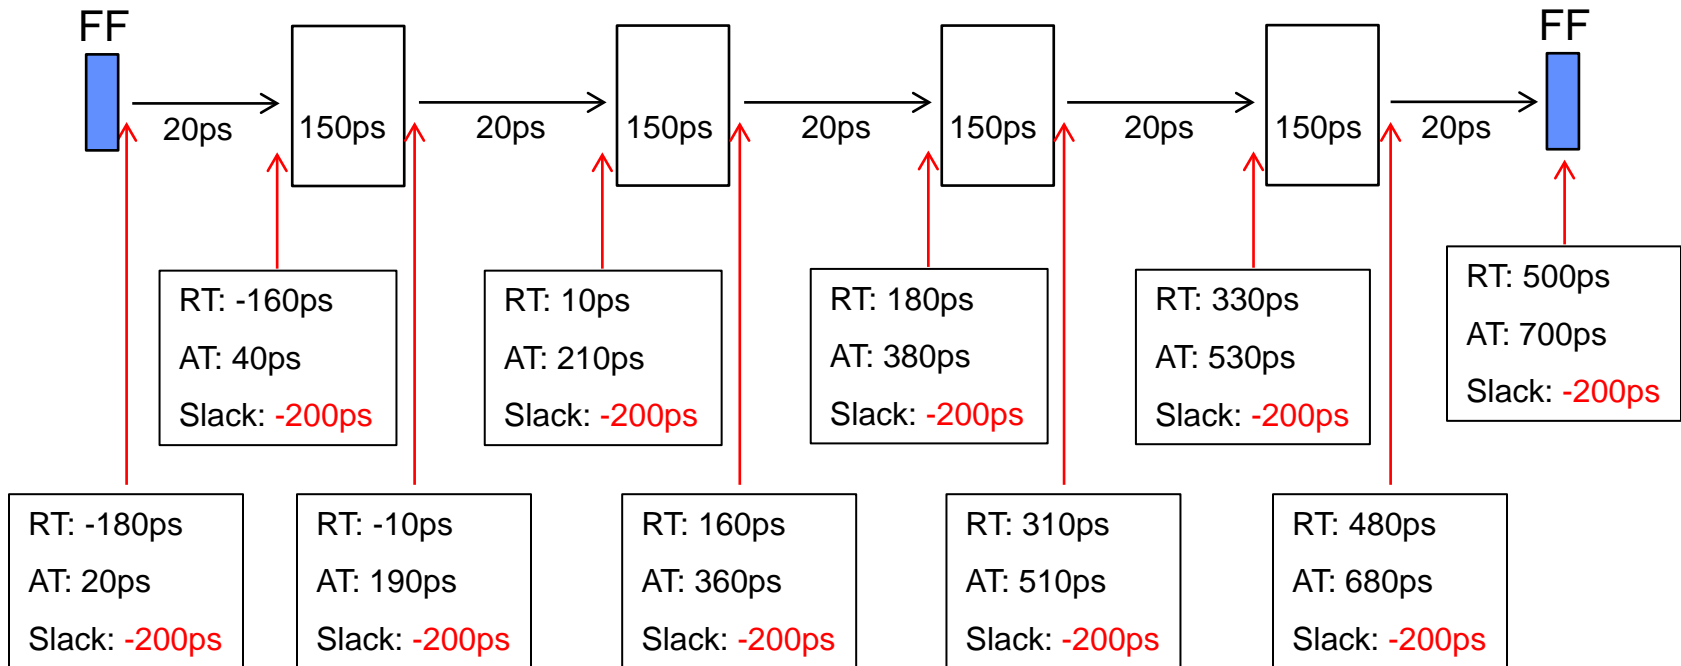 FF
FF
20ps
150ps
20ps
150ps
20ps
150ps
20ps
150ps
20ps
RT: -160ps
AT: 40ps
Slack: -200ps
RT: 10ps
AT: 210ps
Slack: -200ps
RT: 180ps
AT: 380ps
Slack: -200ps
RT: 330ps
AT: 530ps
Slack: -200ps
RT: 500ps
AT: 700ps
Slack: -200ps
RT: -180ps
AT: 20ps
Slack: -200ps
RT: -10ps
AT: 190ps
Slack: -200ps
RT: 160ps
AT: 360ps
Slack: -200ps
RT: 310ps
AT: 510ps
Slack: -200ps
RT: 480ps
AT: 680ps
Slack: -200ps